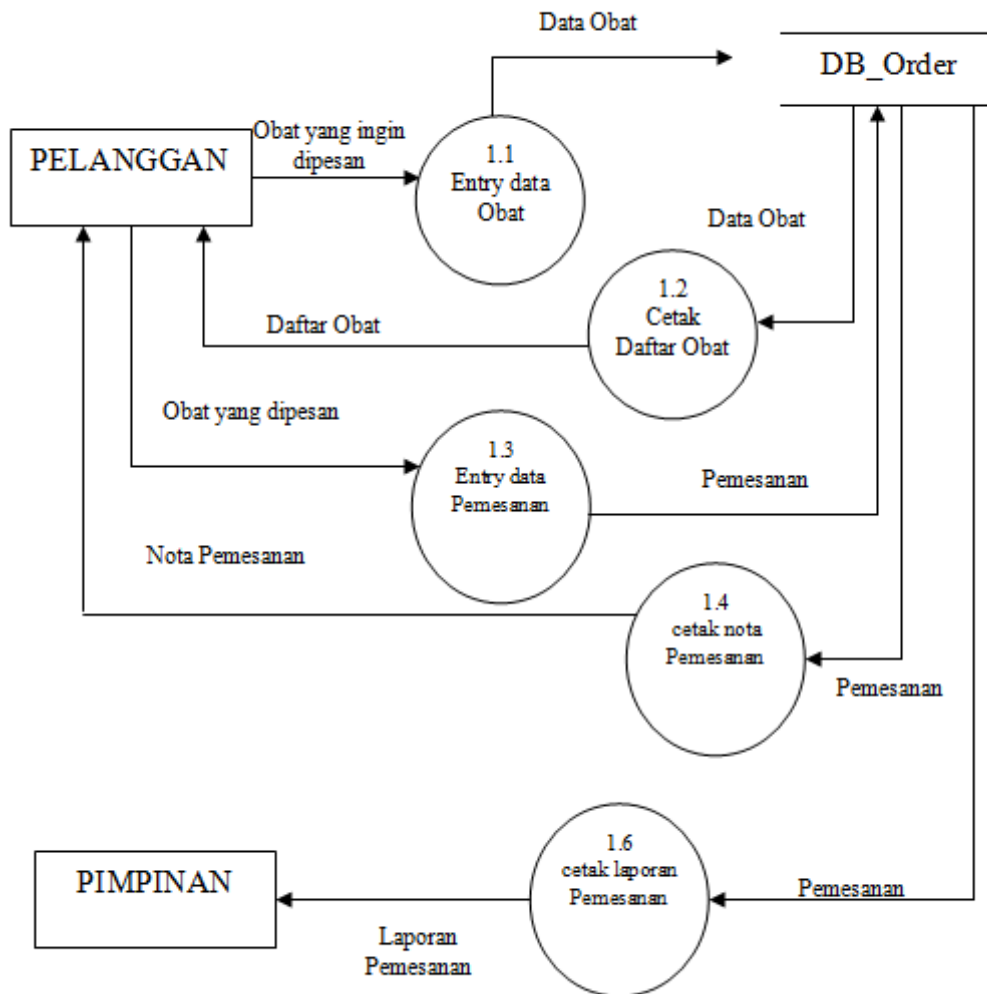 Data Obat
DB_Order
PELANGGAN
Obat yang ingin
dipesan
1.1
Entry data
Obat
Data Obat
1.2
Cetak
Daftar Obat
Daftar Obat
Obat yang dipesan
1.3
Entry data
Pemesanan
Pemesanan
Nota Pemesanan
1.4
cetak nota
Pemesanan
Pemesanan
PIMPINAN
1.6
cetak laporan
Pemesanan
Pemesanan
Laporan
Pemesanan